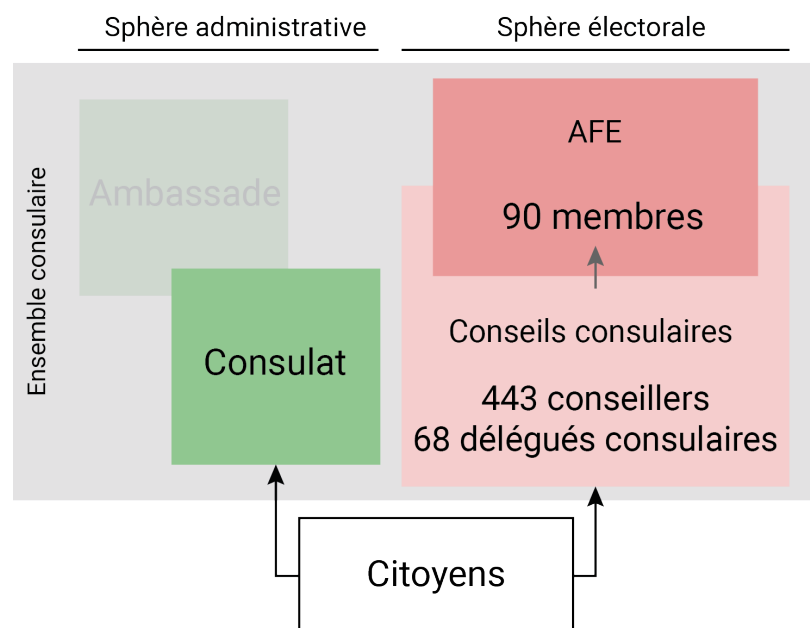 Sphère administrative
Sphère électorale
Ensemble consulaire
Ambassade
Consulat
AFE
90 membres
Conseils consulaires
443 conseillers
68 délégués consulaires
Citoyens